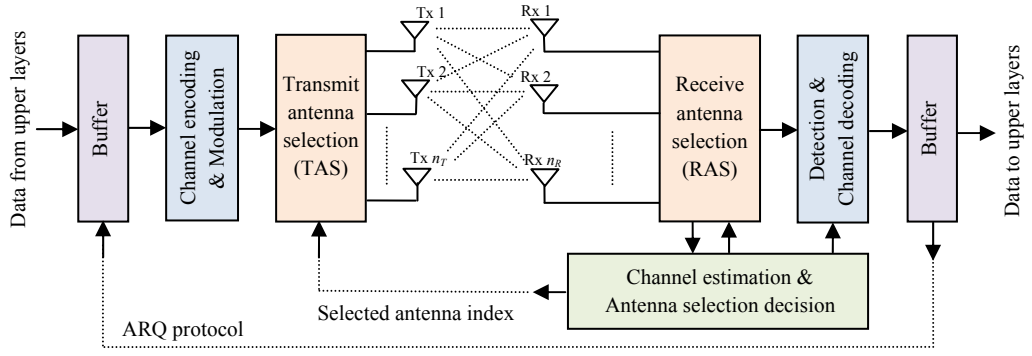 Data from upper layers
Buffer
Channel encoding
& Modulation
Transmit
antenna
selection
(TAS)
Tx 1
Tx 2
Tx n_T
Rx 1
Rx 2
Rx n_R
Receive
antenna
selection
(RAS)
Detection &
Channel decoding
Buffer
Data to upper layers
Channel estimation &
Antenna selection decision
Selected antenna index
ARQ protocol